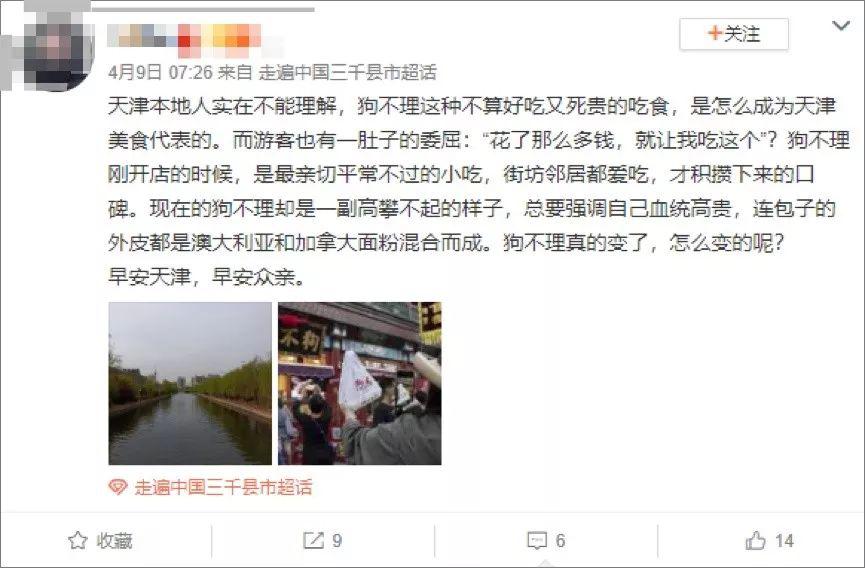 +关注
4月9日 07:26 来自 走遍中国三千县市超话
天津本地人实在不能理解，狗不理这种不算好吃又死贵的吃食，是怎么成为天津
美食代表的。而游客也有一肚子的委屈：“花了那么多钱，就让我吃这个”？狗不理
刚开店的时候，是最亲切平常不过的小吃，街坊邻居都爱吃，才积攒下来的口
碑。现在的狗不理却是一副高攀不起的样子，总要强调自己血统高贵，连包子的
外皮都是澳大利亚和加拿大面粉混合而成。狗不理真的变了，怎么变的呢？
早安天津，早安众亲。
不狗
走遍中国三千县市超话
收藏
9
6
14